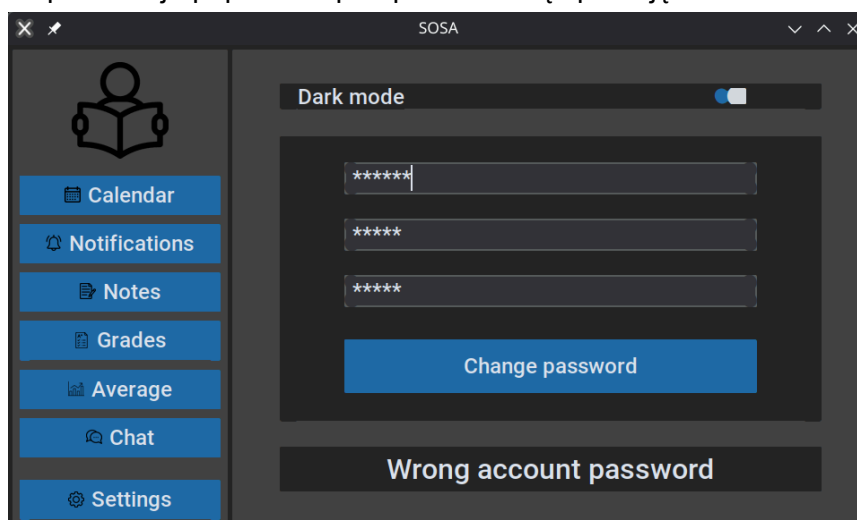 SOSA
Dark mode
******
Calendar
*****
Notifications
*****
Notes
Grades
Change password
Average
Chat
Wrong account password
Settings